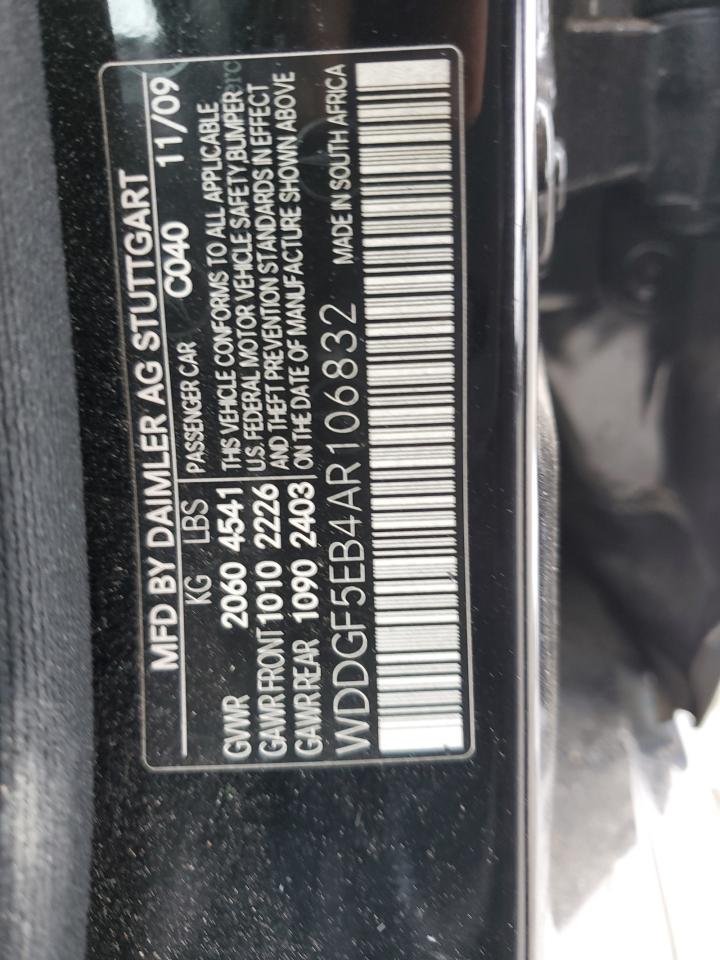 MFD BY DAIMLER AG STUTTGART
KG LBS PASSENGER CAR C040 11/09
GVWR 2060 4541 THIS VEHICLE CONFORMS TO ALL APPLICABLE
GAWR FRONT 1010 2226 U.S. FEDERAL MOTOR VEHICLE SAFETY, BUMPER
GAWR REAR 1090 2403 AND THEFT PREVENTION STANDARDS IN EFFECT
ON THE DATE OF MANUFACTURE SHOWN ABOVE
WDDGF5EB4AR106832 MADE IN SOUTH AFRICA